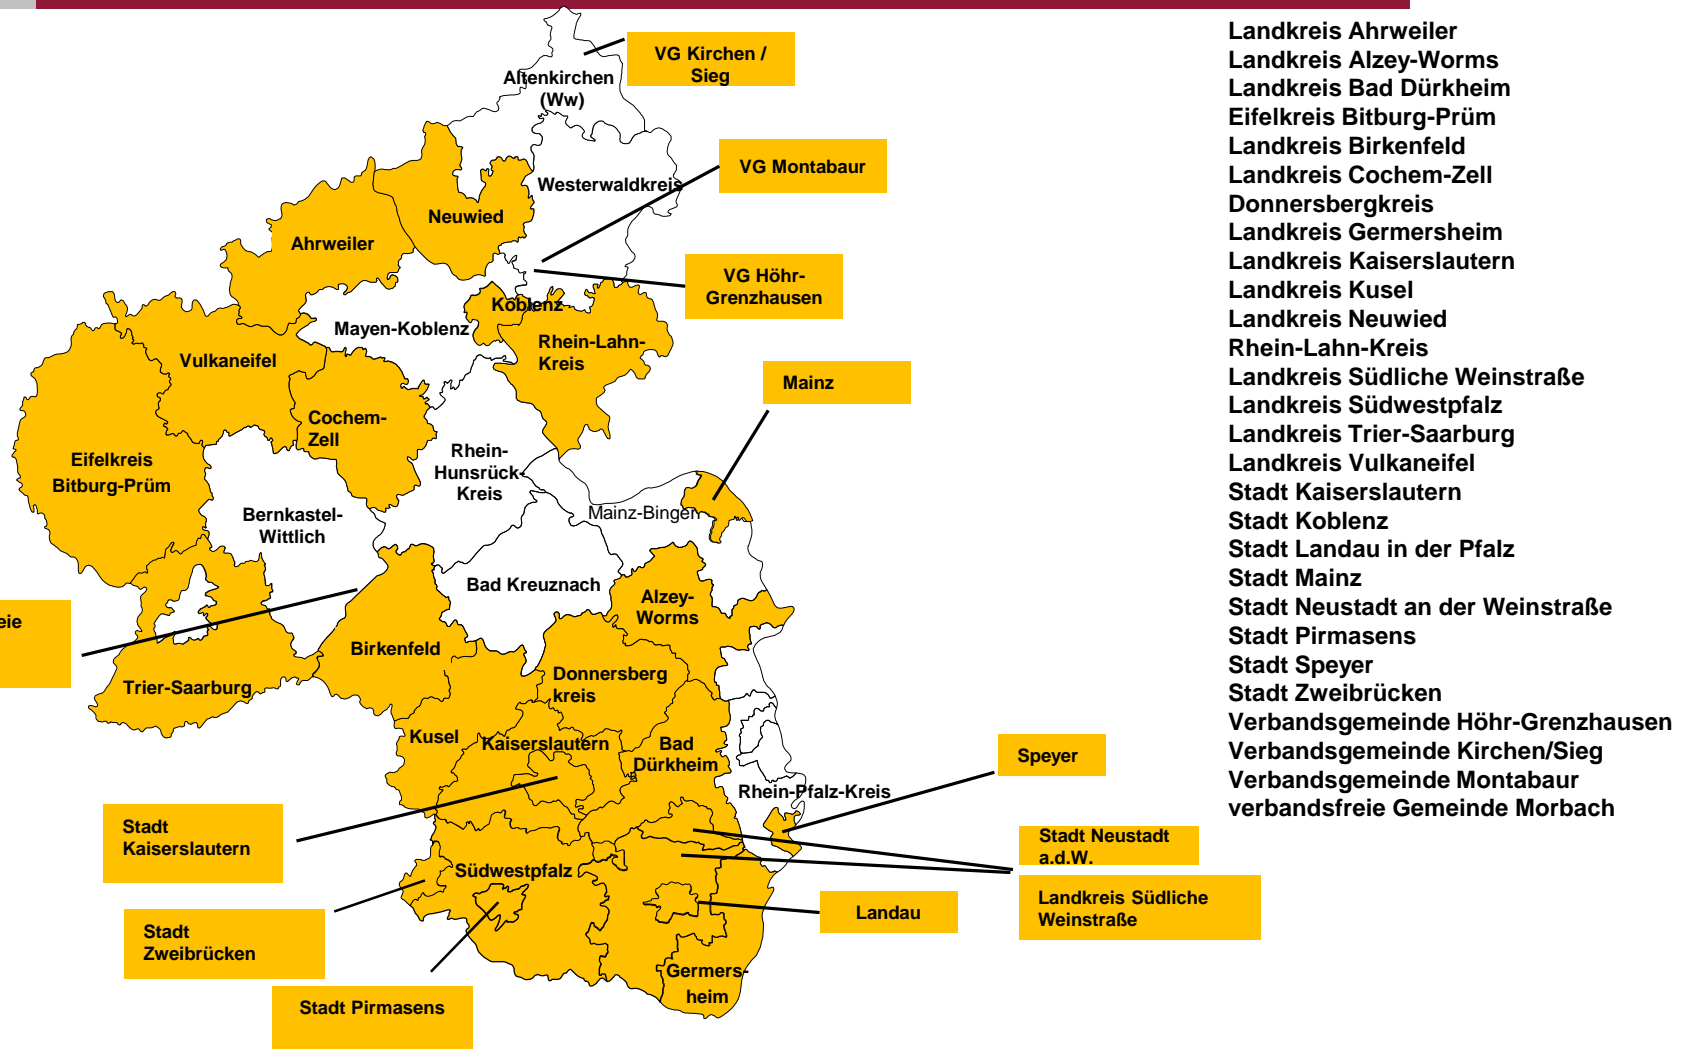 VG Kirchen /
Sieg
Altenkirchen
(Ww)
VG Montabaur
Westerwaldkreis
Neuwied
Ahrweiler
VG Höhr-
Grenzhausen
Koblenz
Mayen-Koblenz
Rhein-Lahn-
Kreis
Vulkaneifel
Mainz
Cochem-
Zell
Eifelkreis
Bitburg-Prüm
Rhein-
Hunsrück-
Kreis
Mainz-Bingen
Bernkastel-
Wittlich
Bad Kreuznach
Alzey-
Worms
eie
Birkenfeld
Trier-Saarburg
Donnersberg
kreis
Kusel
Kaiserslautern
Bad
Dürkheim
Speyer
Rhein-Pfalz-Kreis
Stadt
Kaiserslautern
Stadt Neustadt
a.d.W.
Südwestpfalz
Landkreis Südliche
Weinstraße
Landau
Stadt
Zweibrücken
Germers-
heim
Stadt Pirmasens
Landkreis Ahrweiler
Landkreis Alzey-Worms
Landkreis Bad Dürkheim
Eifelkreis Bitburg-Prüm
Landkreis Birkenfeld
Landkreis Cochem-Zell
Donnersbergkreis
Landkreis Germersheim
Landkreis Kaiserslautern
Landkreis Kusel
Landkreis Neuwied
Rhein-Lahn-Kreis
Landkreis Südliche Weinstraße
Landkreis Südwestpfalz
Landkreis Trier-Saarburg
Landkreis Vulkaneifel
Stadt Kaiserslautern
Stadt Koblenz
Stadt Landau in der Pfalz
Stadt Mainz
Stadt Neustadt an der Weinstraße
Stadt Pirmasens
Stadt Speyer
Stadt Zweibrücken
Verbandsgemeinde Höhr-Grenzhausen
Verbandsgemeinde Kirchen/Sieg
Verbandsgemeinde Montabaur
verbandsfreie Gemeinde Morbach